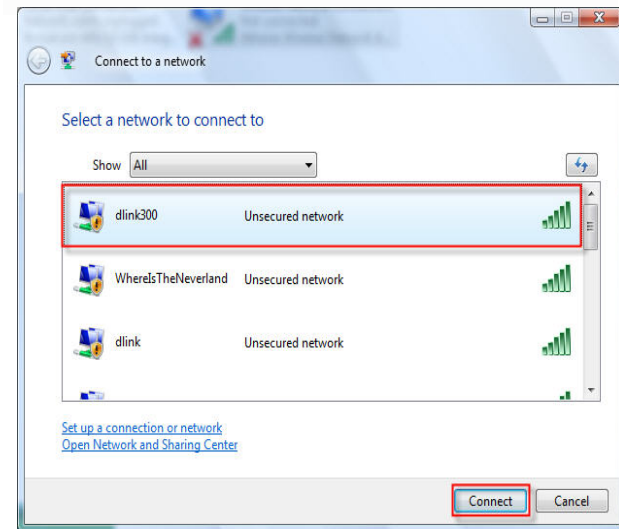 Connect to a network
Select a network to connect to
Show All
dlink300 Unsecured network
WhereIsTheNeverland Unsecured network
dlink Unsecured network
Set up a connection or network
Open Network and Sharing Center
Connect Cancel